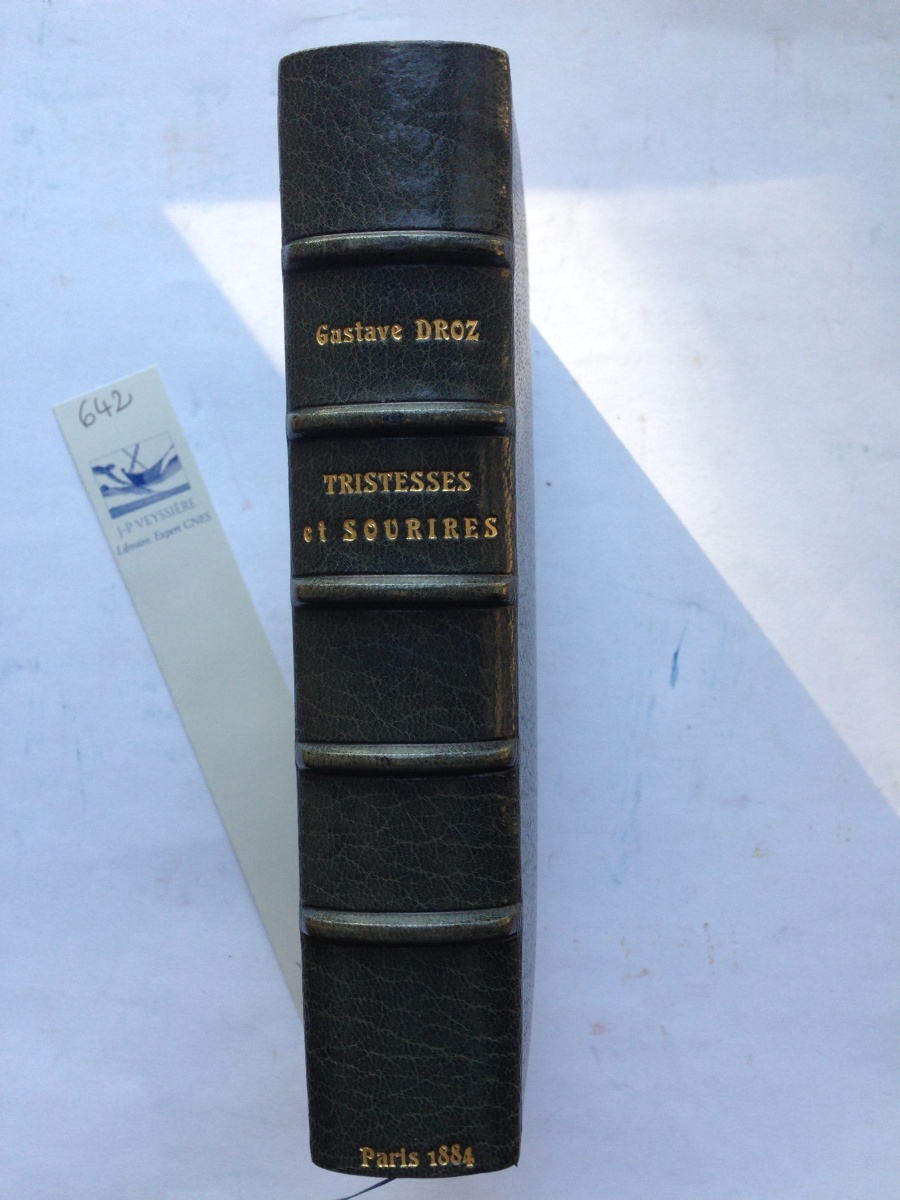 Gustave DROZ
TRISTESSES
et SOURIRES
Paris 1884
642
J-P VEYSSIÈRE
Libraire, Expert CNES